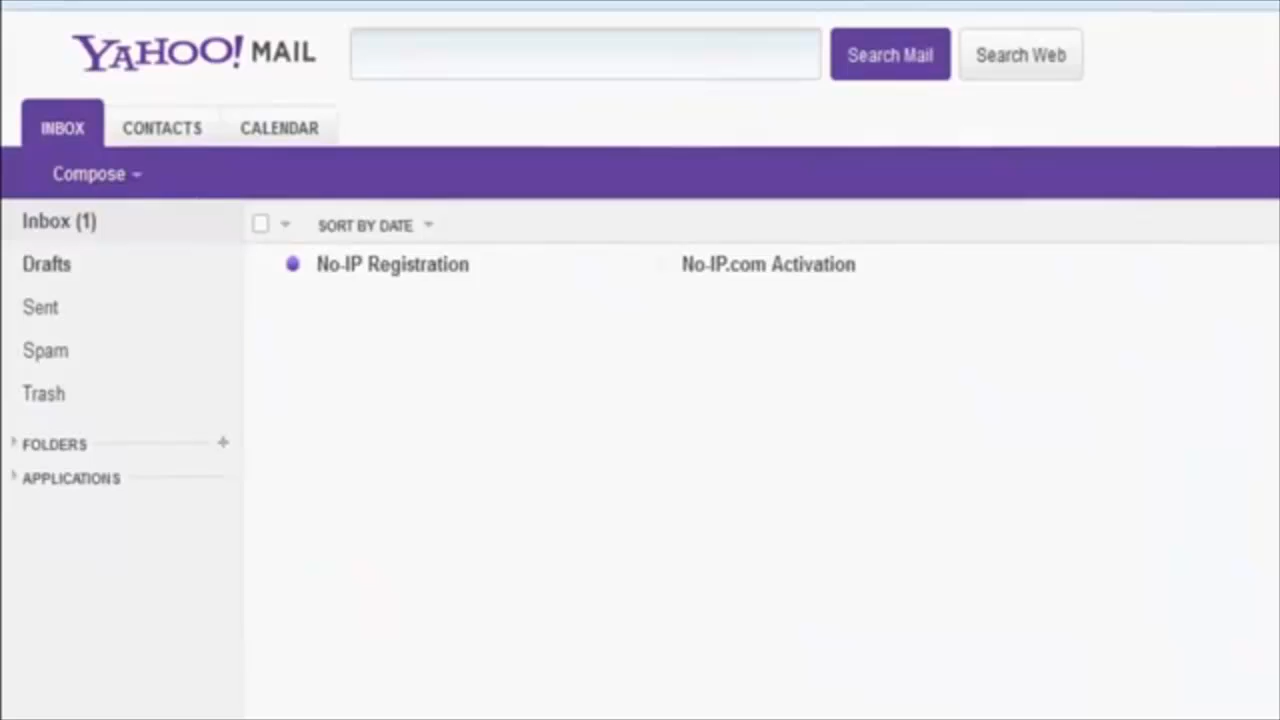 YAHOO! MAIL
Search Mail
Search Web
INBOX
CONTACTS
CALENDAR
Compose
Inbox (1)
SORT BY DATE
Drafts
No-IP Registration
No-IP.com Activation
Sent
Spam
Trash
FOLDERS
+
APPLICATIONS